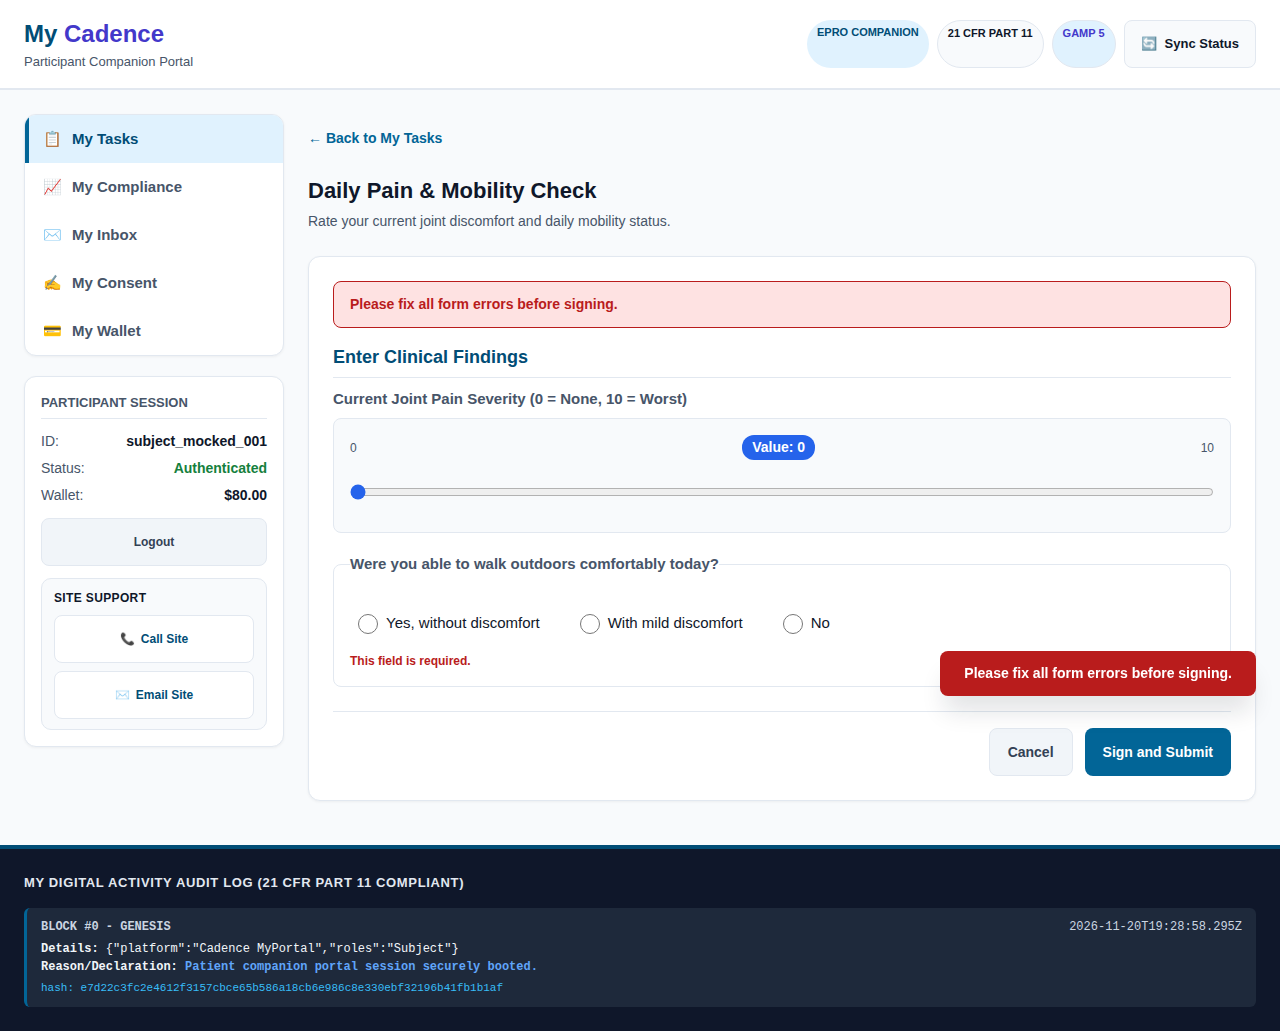 My Cadence
Participant Companion Portal
EPRO COMPANION
21 CFR PART 11
GAMP 5
Sync Status
My Tasks
My Compliance
My Inbox
My Consent
My Wallet
PARTICIPANT SESSION
ID: subject_mocked_001
Status: Authenticated
Wallet: $80.00
Logout
SITE SUPPORT
Call Site
Email Site
← Back to My Tasks
Daily Pain & Mobility Check
Rate your current joint discomfort and daily mobility status.
Please fix all form errors before signing.
Enter Clinical Findings
Current Joint Pain Severity (0 = None, 10 = Worst)
0 Value: 0 10
Were you able to walk outdoors comfortably today?
Yes, without discomfort With mild discomfort No
This field is required.
Please fix all form errors before signing.
Cancel Sign and Submit
MY DIGITAL ACTIVITY AUDIT LOG (21 CFR PART 11 COMPLIANT)
BLOCK #0 - GENESIS 2026-11-20T19:28:58.295Z
Details: {"platform":"Cadence MyPortal","roles":"Subject"}
Reason/Declaration: Patient companion portal session securely booted.
hash: e7d22c3fc2e4612f3157cbce65b586a18cb6e986c8e330ebf32196b41fb1b1af